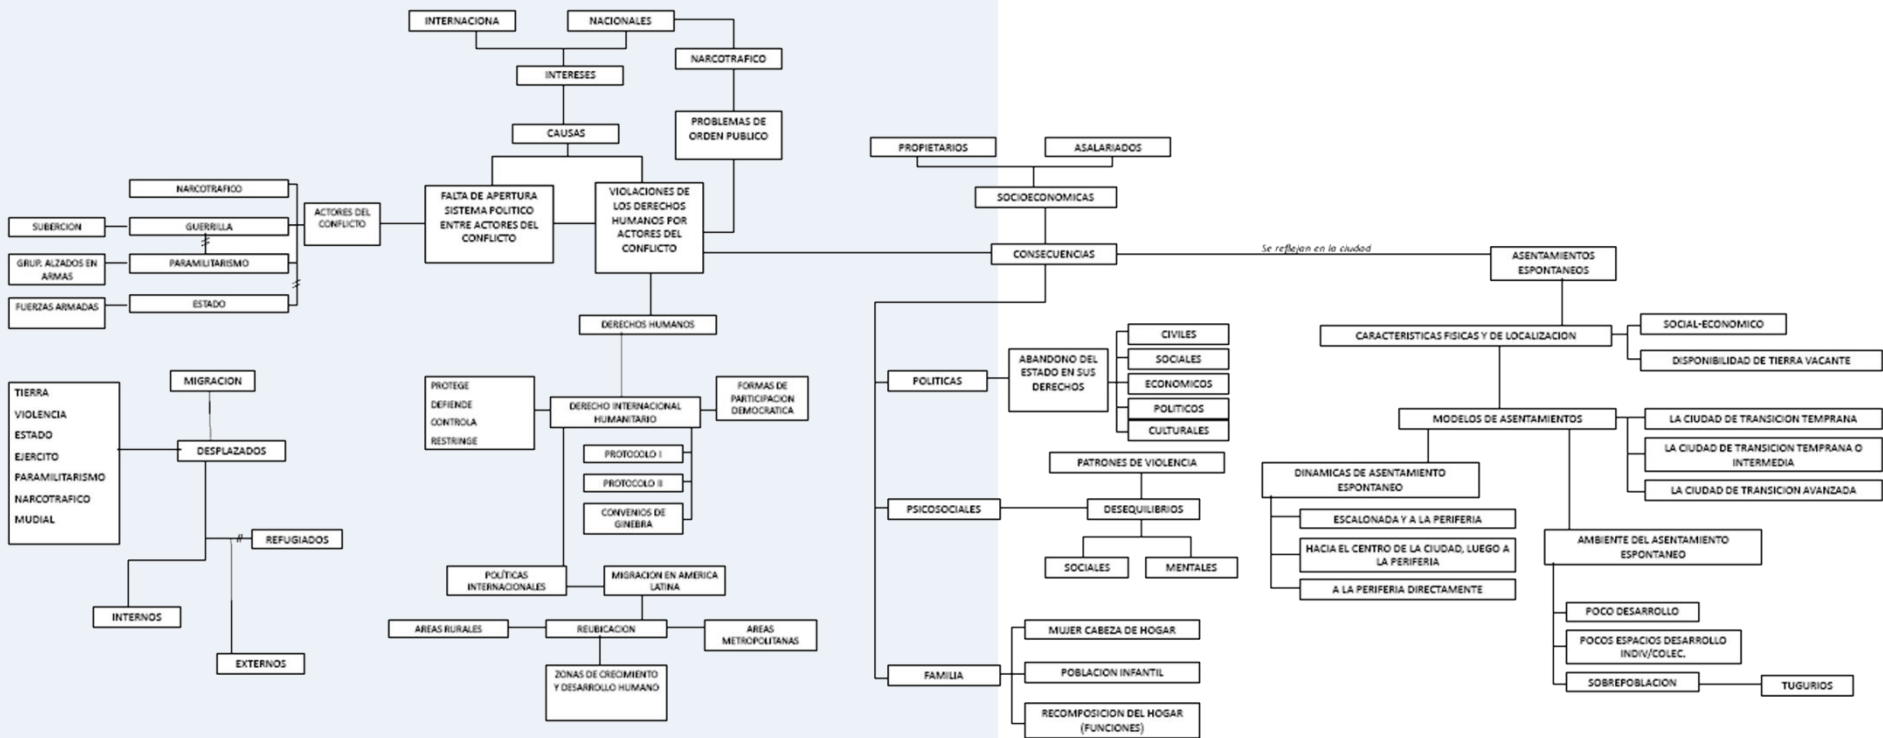 INTERNACIONA
NACIONALES
NARCOTRAFICO
INTERESES
CAUSAS
PROBLEMAS DE
ORDEN PUBLICO
NARCOTRAFICO
SUBERCION
GUERRILLA
GRUP. ALZADOS EN
ARMAS
PARAMILITARISMO
FUERZAS ARMADAS
ESTADO
ACTORES DEL
CONFLICTO
FALTA DE APERTURA
SISTEMA POLITICO
ENTRE ACTORES DEL
CONFLICTO
VIOLACIONES DE
LOS DERECHOS
HUMANOS POR
ACTORES DEL
CONFLICTO
DERECHOS HUMANOS
PROTEGE
DEFIENDE
CONTROLA
RESTRINGE
DERECHO INTERNACIONAL
HUMANITARIO
FORMAS DE
PARTICIPACION
DEMOCRATICA
PROTOCOLO I
PROTOCOLO II
CONVENIOS DE
GINEBRA
POLÍTICAS
INTERNACIONALES
MIGRACION EN AMERICA
LATINA
AREAS RURALES
REUBICACION
AREAS
METROPOLITANAS
ZONAS DE CRECIMIENTO
Y DESARROLLO HUMANO
MIGRACION
TIERRA
VIOLENCIA
ESTADO
EJERCITO
PARAMILITARISMO
NARCOTRAFICO
MUDIAL
DESPLAZADOS
REFUGIADOS
INTERNOS
EXTERNOS
PROPIETARIOS
ASALARIADOS
SOCIOECONOMICAS
CONSECUENCIAS
Se reflejan en la ciudad
ASENTAMIENTOS
ESPONTANEOS
POLITICAS
ABANDONO DEL
ESTADO EN SUS
DERECHOS
CIVILES
SOCIALES
ECONOMICOS
POLITICOS
CULTURALES
PATRONES DE VIOLENCIA
PSICOSOCIALES
DESEQUILIBRIOS
SOCIALES
MENTALES
FAMILIA
MUJER CABEZA DE HOGAR
POBLACION INFANTIL
RECOMPOSICION DEL HOGAR
(FUNCIONES)
CARACTERISTICAS FISICAS Y DE LOCALIZACION
SOCIAL-ECONOMICO
DISPONIBILIDAD DE TIERRA VACANTE
MODELOS DE ASENTAMIENTOS
LA CIUDAD DE TRANSICION TEMPRANA
LA CIUDAD DE TRANSICION TEMPRANA O
INTERMEDIA
LA CIUDAD DE TRANSICION AVANZADA
DINAMICAS DE ASENTAMIENTO
ESPONTANEO
ESCALONADA Y A LA PERIFERIA
HACIA EL CENTRO DE LA CIUDAD, LUEGO A
LA PERIFERIA
A LA PERIFERIA DIRECTAMENTE
AMBIENTE DEL ASENTAMIENTO
ESPONTANEO
POCO DESARROLLO
POCOS ESPACIOS DESARROLLO
INDIV/COLEC.
SOBREPOBLACION
TUGURIOS